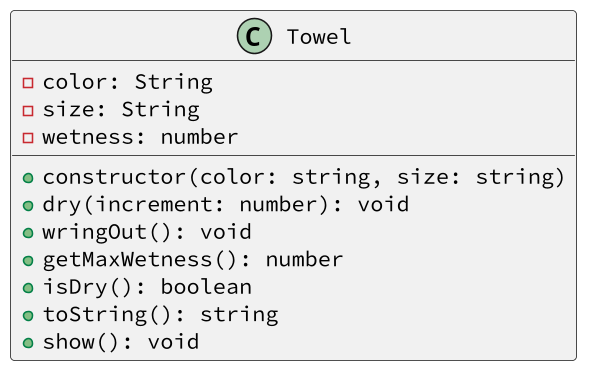 C Towel
color: String
size: String
wetness: number
constructor(color: string, size: string)
dry(increment: number): void
wringOut(): void
getMaxWetness(): number
isDry(): boolean
toString(): string
show(): void